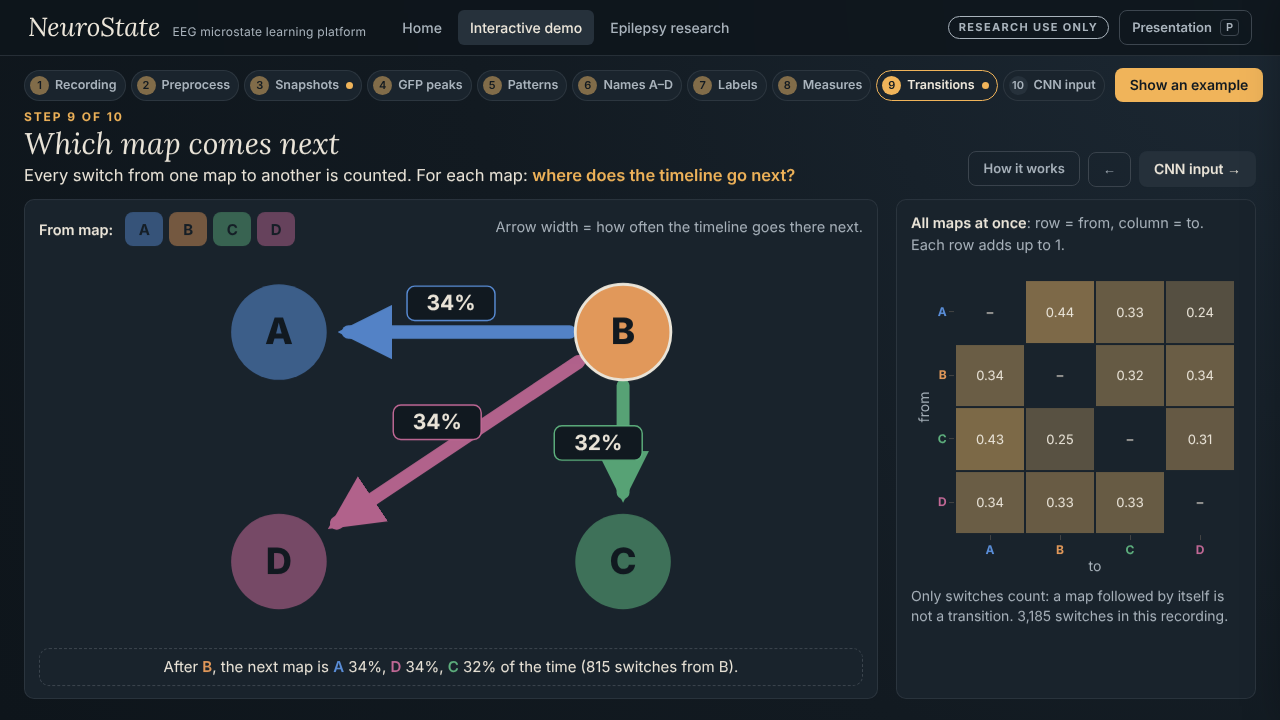 NeuroState EEG microstate learning platform Home Interactive demo Epilepsy research RESEARCH USE ONLY Presentation P
1 Recording 2 Preprocess 3 Snapshots 4 GFP peaks 5 Patterns 6 Names A–D 7 Labels 8 Measures 9 Transitions 10 CNN input Show an example
STEP 9 OF 10
Which map comes next
Every switch from one map to another is counted. For each map: where does the timeline go next?
How it works ← CNN input →
From map: A B C D
Arrow width = how often the timeline goes there next.
34%
A
B
34%
32%
D
C
After B, the next map is A 34%, D 34%, C 32% of the time (815 switches from B).
All maps at once: row = from, column = to.
Each row adds up to 1.
A – 0.44 0.33 0.24
B 0.34 – 0.32 0.34
from
C 0.43 0.25 – 0.31
D 0.34 0.33 0.33 –
A B C D
to
Only switches count: a map followed by itself is
not a transition. 3,185 switches in this recording.